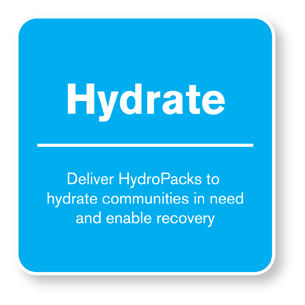 Hydrate
Deliver HydroPacks to
hydrate communities in need
and enable recovery